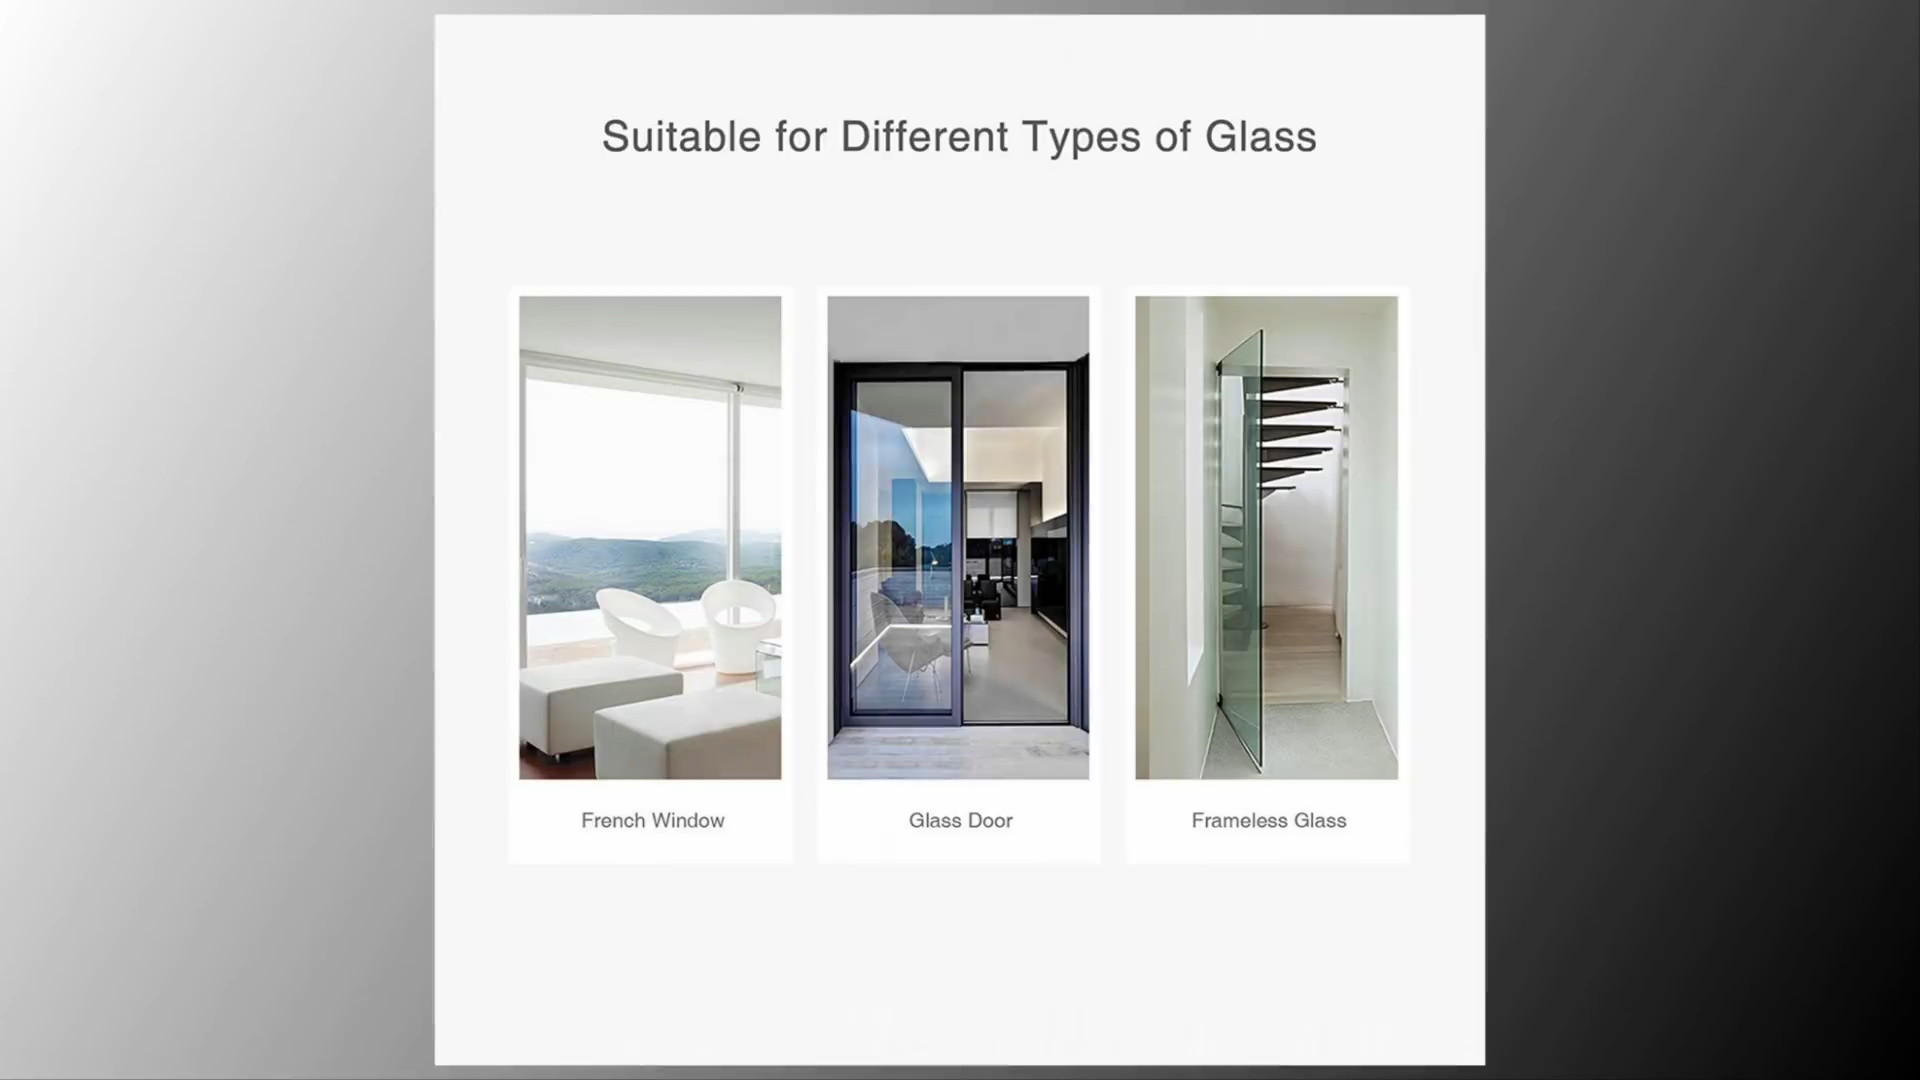 Suitable for Different Types of Glass
French Window
Glass Door
Frameless Glass